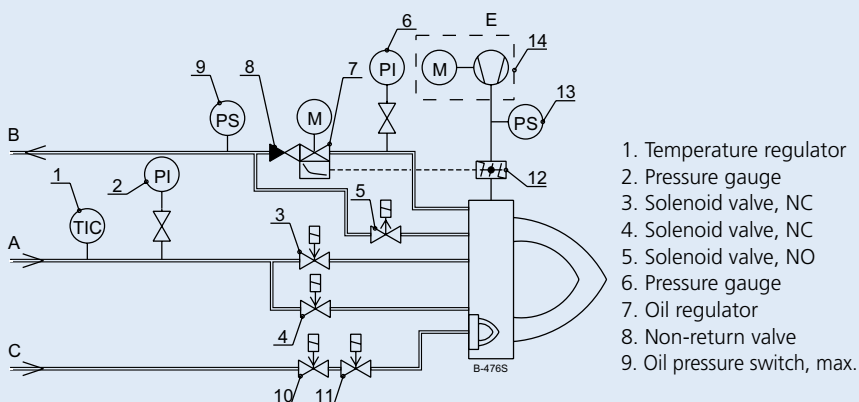 E
6
14
9
8
7
M
PI
M
PS
13
PS
B
12
1
2
PI
5
3
TIC
A
4
C
B-476S
10
11
1. Temperature regulator
2. Pressure gauge
3. Solenoid valve, NC
4. Solenoid valve, NC
5. Solenoid valve, NO
6. Pressure gauge
7. Oil regulator
8. Non-return valve
9. Oil pressure switch, max.